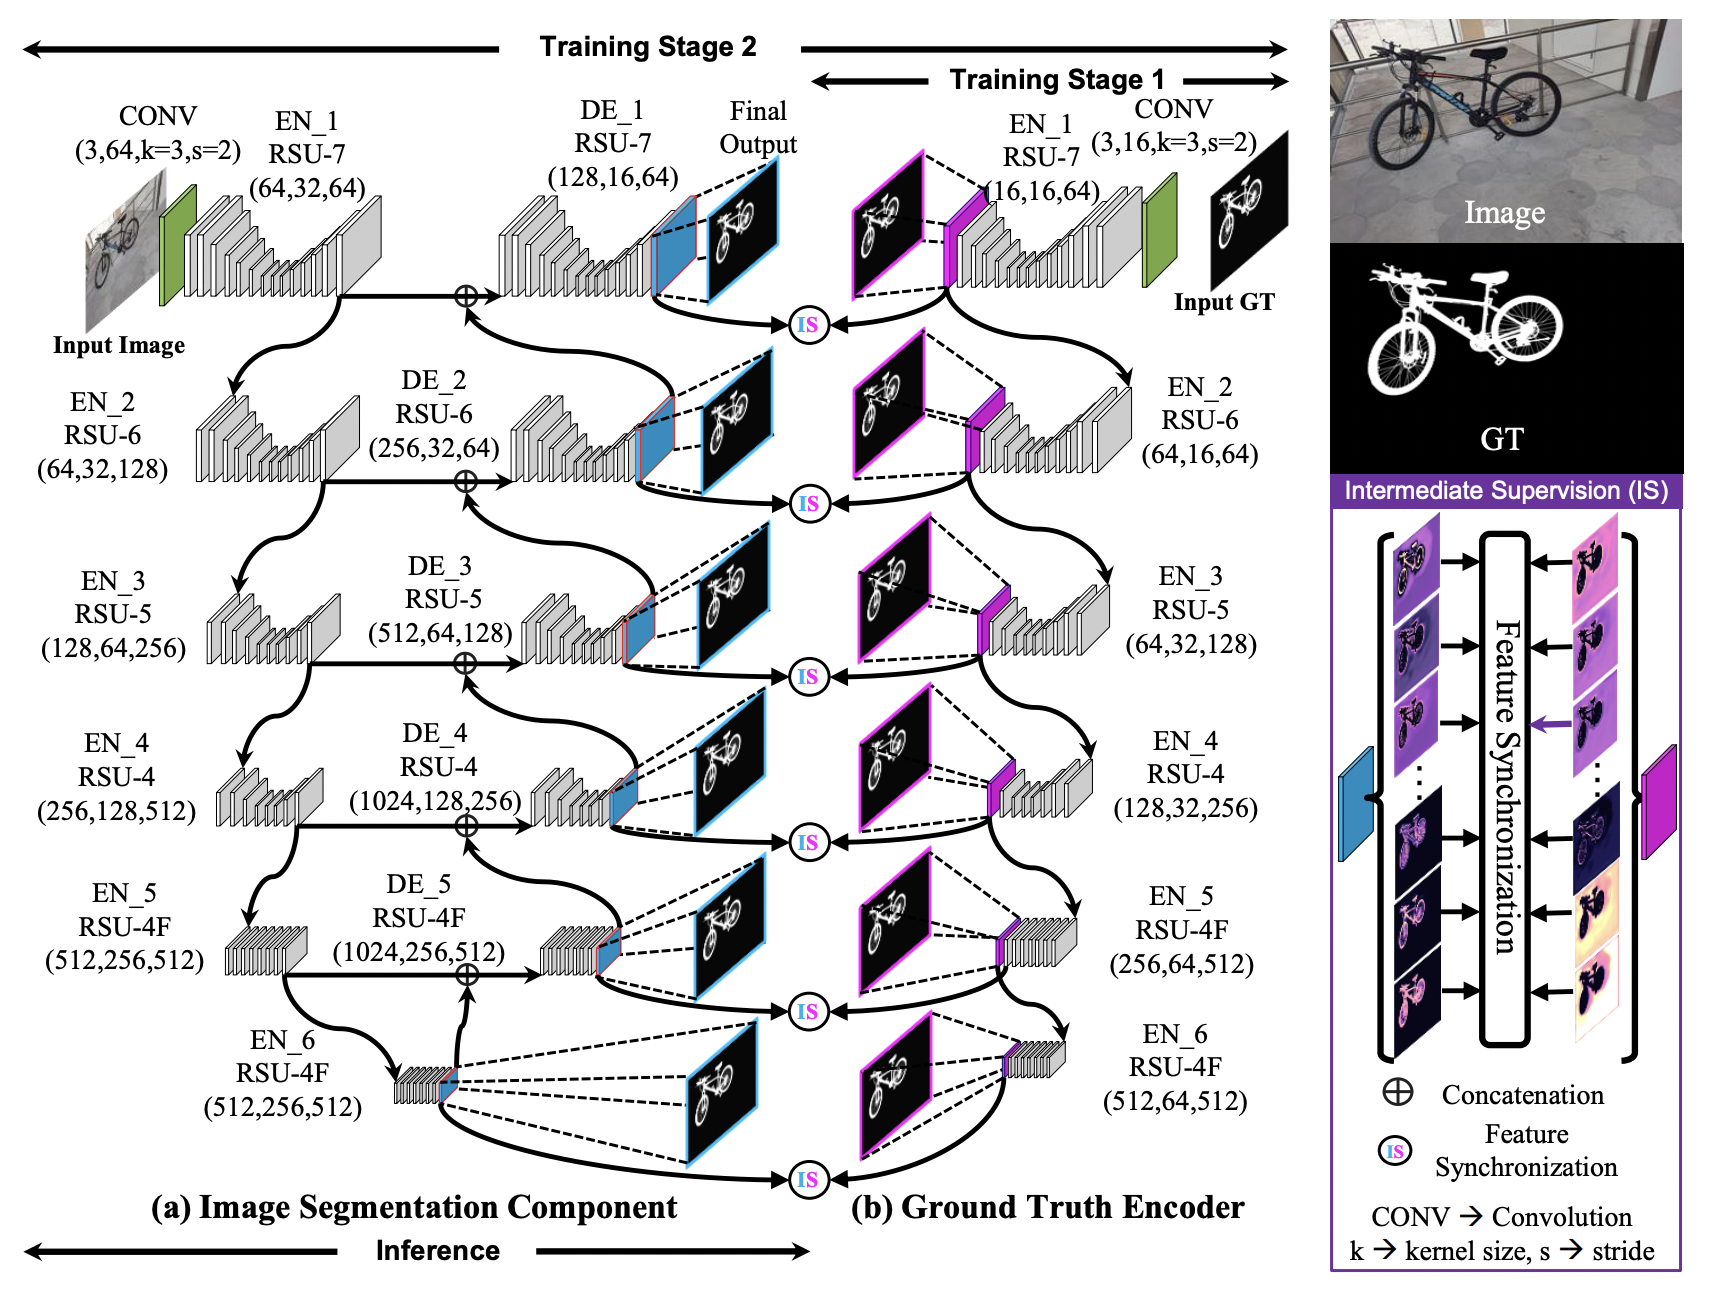 Training Stage 2
Training Stage 1
CONV
(3,64,k=3,s=2)
EN_1
RSU-7
(64,32,64)
DE_1
RSU-7
(128,16,64)
Final
Output
EN_1
RSU-7
(16,16,64)
CONV
(3,16,k=3,s=2)
Input Image
Input GT
IS
EN_2
RSU-6
(64,32,128)
DE_2
RSU-6
(256,32,64)
EN_2
RSU-6
(64,16,64)
IS
EN_3
RSU-5
(128,64,256)
DE_3
RSU-5
(512,64,128)
EN_3
RSU-5
(64,32,128)
IS
EN_4
RSU-4
(256,128,512)
DE_4
RSU-4
(1024,128,256)
EN_4
RSU-4
(128,32,256)
IS
EN_5
RSU-4F
(512,256,512)
DE_5
RSU-4F
(1024,256,512)
EN_5
RSU-4F
(256,64,512)
IS
EN_6
RSU-4F
(512,256,512)
EN_6
RSU-4F
(512,64,512)
IS
(a) Image Segmentation Component
(b) Ground Truth Encoder
Inference
Image
GT
Intermediate Supervision (IS)
Feature Synchronization
⊕ Concatenation
IS Feature
Synchronization
CONV → Convolution
k → kernel size, s → stride